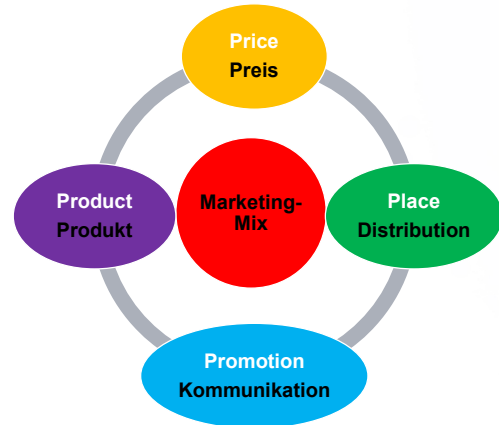 Price
Preis
Product
Produkt
Marketing-
Mix
Place
Distribution
Promotion
Kommunikation